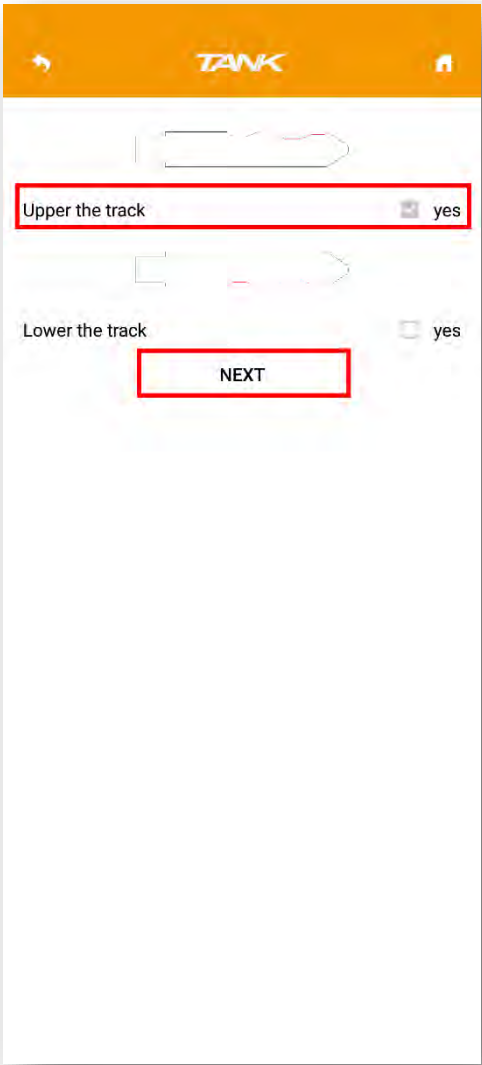 TANK
Upper the track yes
Lower the track yes
NEXT